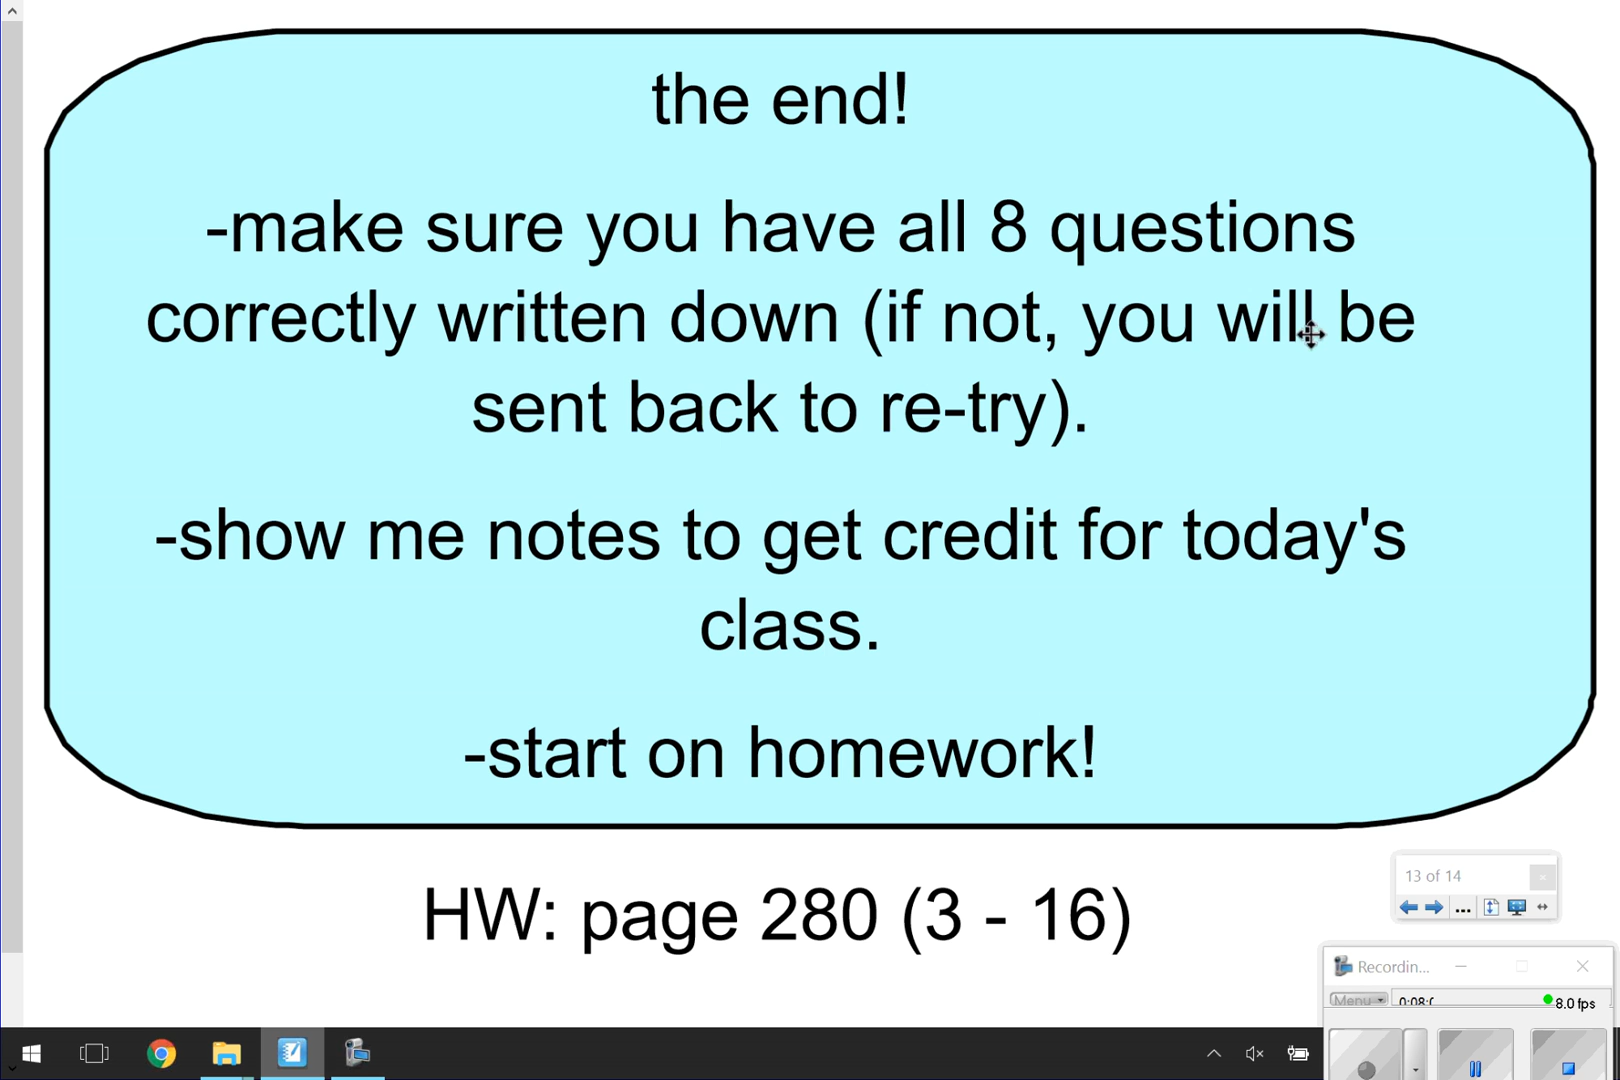 the end!
-make sure you have all 8 questions
correctly written down (if not, you will be
sent back to re-try).
-show me notes to get credit for today's
class.
-start on homework!
HW: page 280 (3 - 16)
13 of 14
Recordin...
Menu
8.0 fps